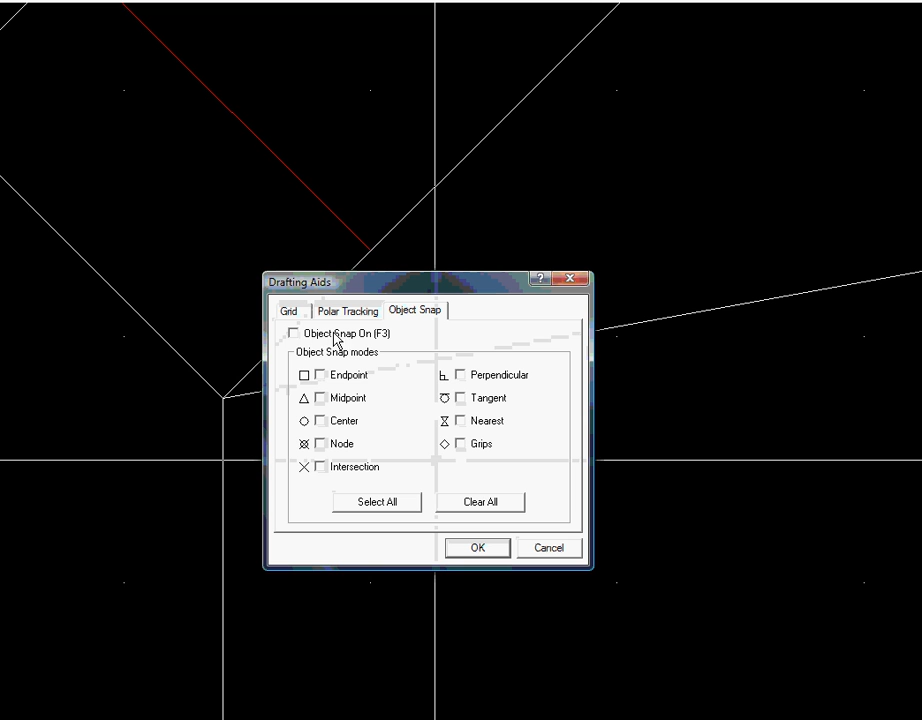 Drafting Aids
?
Grid Polar Tracking Object Snap
Object Snap On (F3)
Object Snap modes
Endpoint Perpendicular
Midpoint Tangent
Center Nearest
Node Grips
Intersection
Select All Clear All
OK Cancel